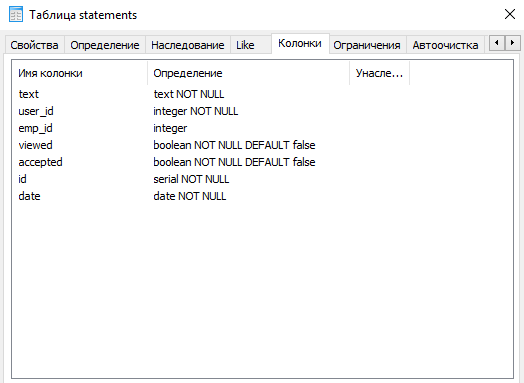 Таблица statements
Свойства Определение Наследование Like Колонки Ограничения Автоочистка
Имя колонки Определение Унасле...
text text NOT NULL
user_id integer NOT NULL
emp_id integer
viewed boolean NOT NULL DEFAULT false
accepted boolean NOT NULL DEFAULT false
id serial NOT NULL
date date NOT NULL